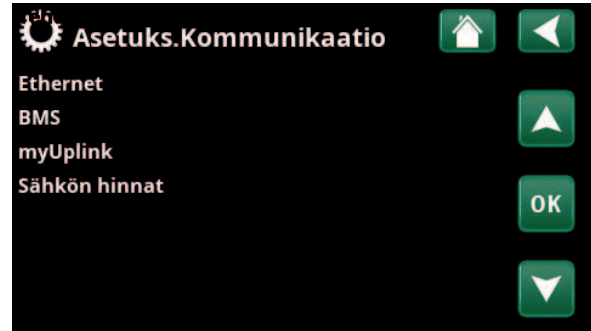 Asetuks.Kommunikaatio
Ethernet
BMS
myUplink
Sähkön hinnat
OK